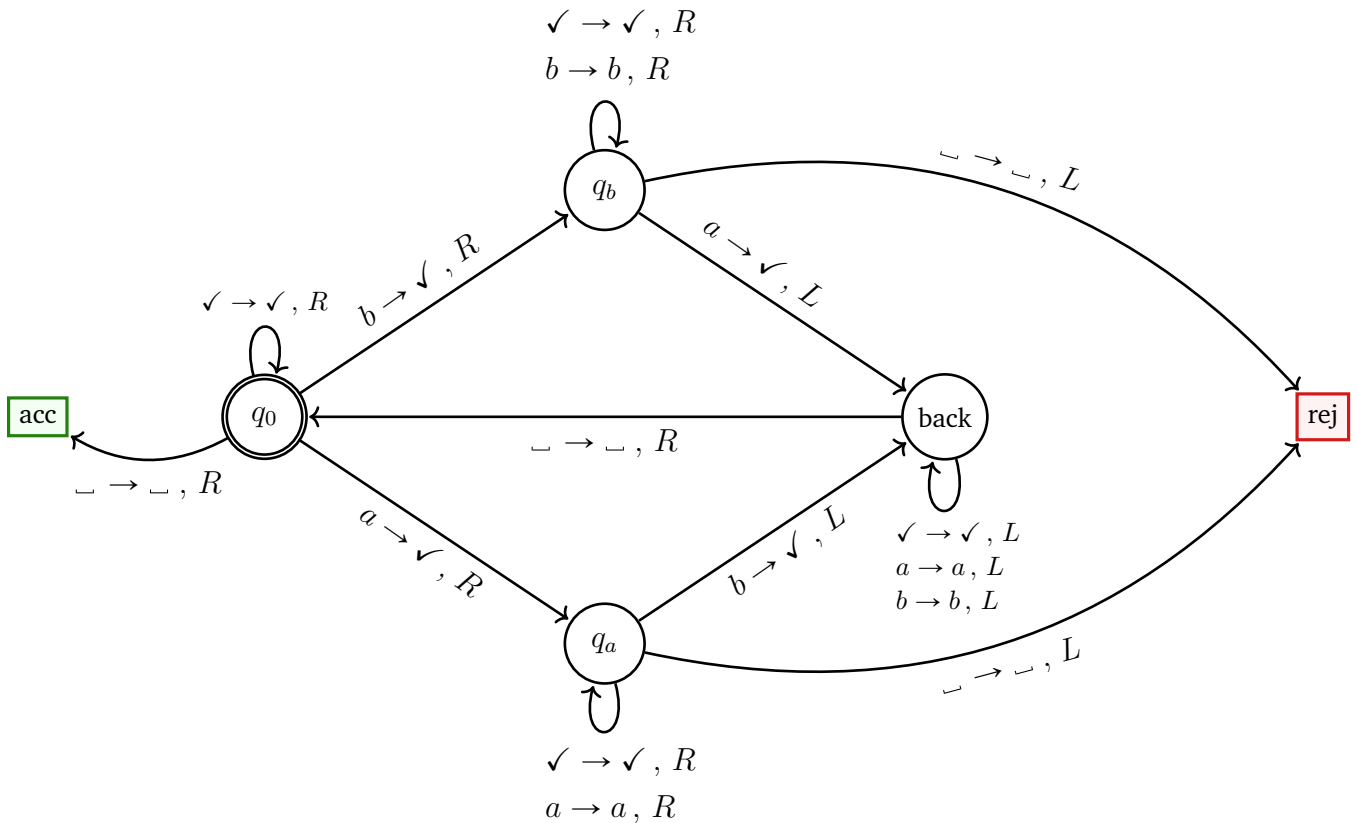 ✓ → ✓, R
b → b, R
q_b
␣ → ␣, L
b → ✓, R
a → ✓, L
✓ → ✓, R
acc
q_0
back
rej
␣ → ␣, R
␣ → ␣, R
a → ✓, R
b → ✓, L
✓ → ✓, L
a → a, L
b → b, L
q_a
␣ → ␣, L
✓ → ✓, R
a → a, R